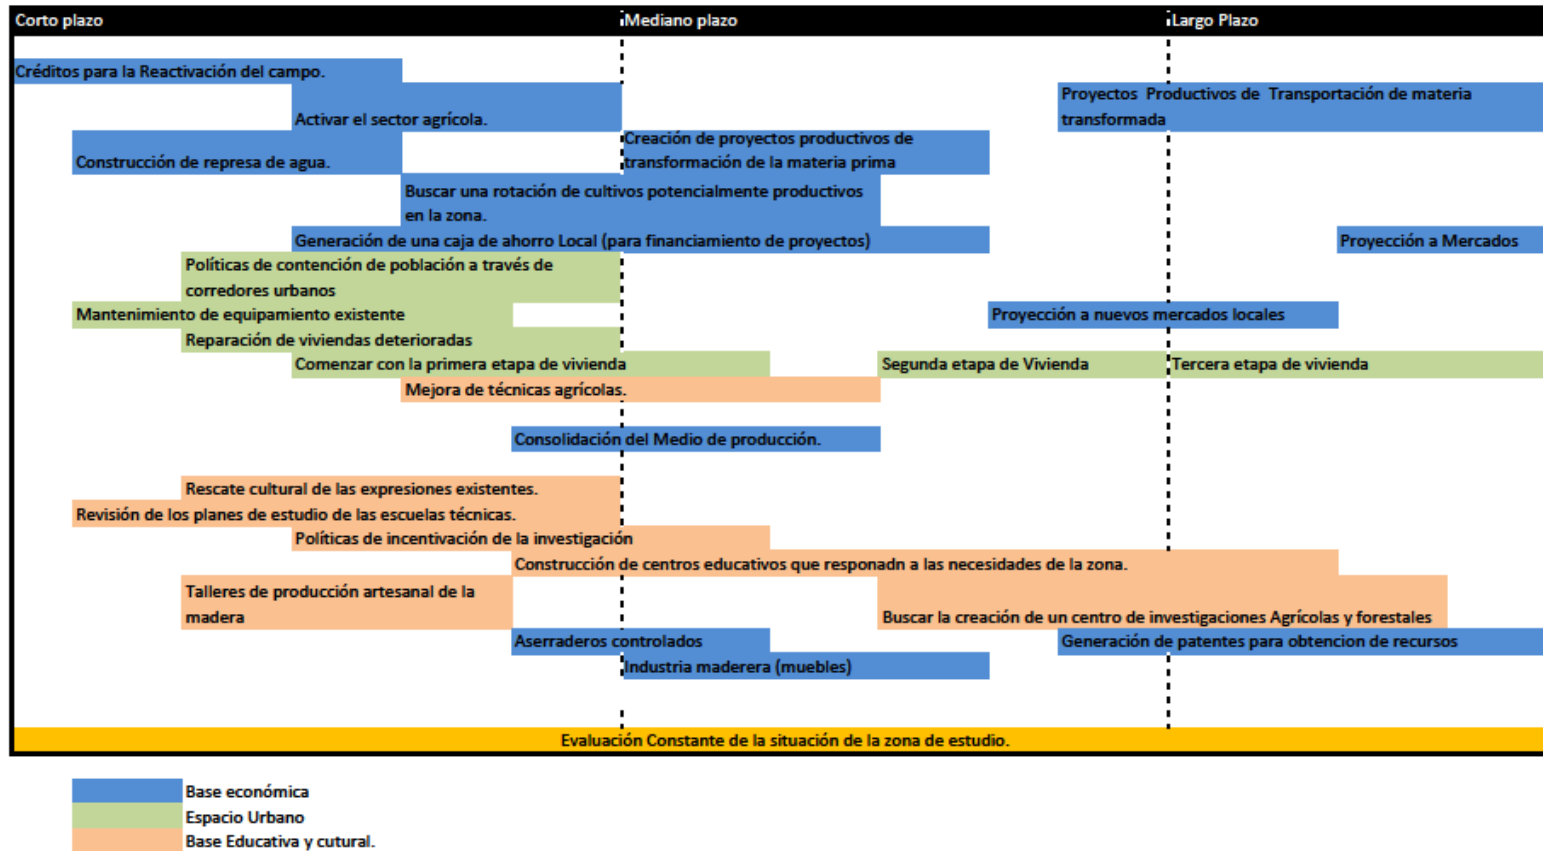 Corto plazo
Mediano plazo
Largo Plazo
Créditos para la Reactivación del campo.
Activar el sector agrícola.
Proyectos Productivos de Transportación de materia
transformada
Construcción de represa de agua.
Creación de proyectos productivos de
transformación de la materia prima
Buscar una rotación de cultivos potencialmente productivos
en la zona.
Generación de una caja de ahorro Local (para financiamiento de proyectos)
Proyección a Mercados
Políticas de contención de población a través de
corredores urbanos
Mantenimiento de equipamiento existente
Proyección a nuevos mercados locales
Reparación de viviendas deterioradas
Comenzar con la primera etapa de vivienda
Segunda etapa de Vivienda
Tercera etapa de vivienda
Mejora de técnicas agrícolas.
Consolidación del Medio de producción.
Rescate cultural de las expresiones existentes.
Revisión de los planes de estudio de las escuelas técnicas.
Políticas de incentivación de la investigación
Construcción de centros educativos que responadn a las necesidades de la zona.
Talleres de producción artesanal de la
madera
Buscar la creación de un centro de investigaciones Agrícolas y forestales
Aserraderos controlados
Generación de patentes para obtencion de recursos
Industria maderera (muebles)
Evaluación Constante de la situación de la zona de estudio.
Base económica
Espacio Urbano
Base Educativa y cutural.